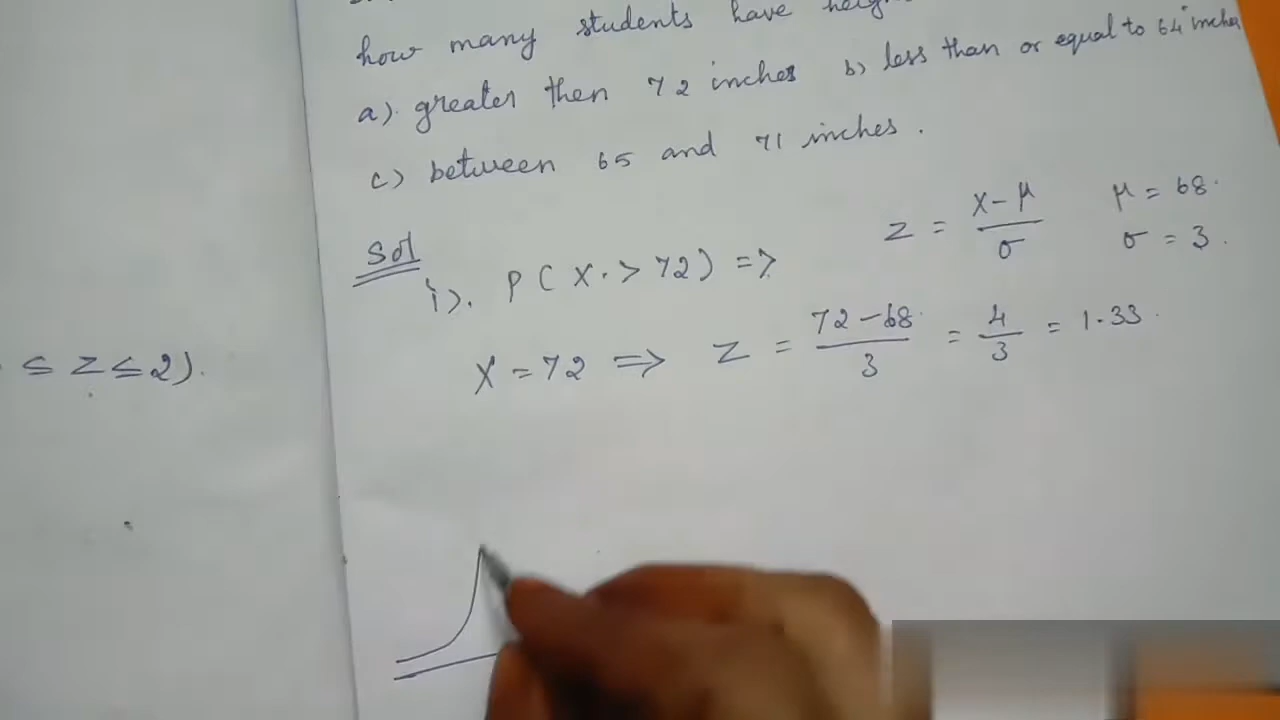 how many students have
a). greater then 72 inches b) less than or equal to 64" inches
c) between 65 and 71 inches.
Sol
i). P(X. > 72) =>
Z = X-μ / σ μ = 68.
σ = 3.
X = 72 => Z = 72-68 / 3 = 4/3 = 1.33.
≤ Z ≤ 2).